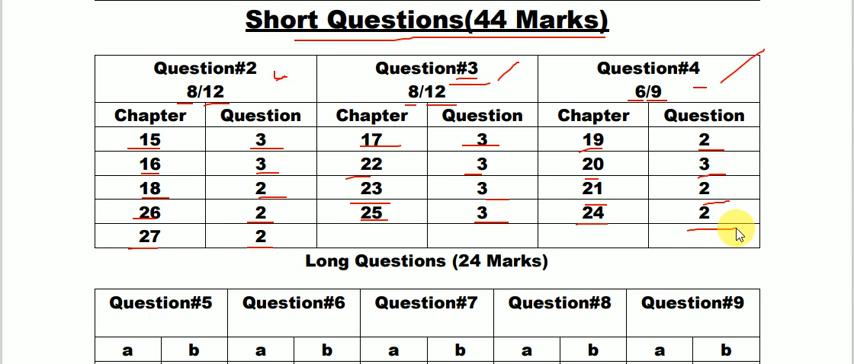 Short Questions(44 Marks)
Question#2 Question#3 Question#4
8/12 8/12 6/9
Chapter Question Chapter Question Chapter Question
15 3 17 3 19 2
16 3 22 3 20 3
18 2 23 3 21 2
26 2 25 3 24 2
27 2
Long Questions (24 Marks)
Question#5 Question#6 Question#7 Question#8 Question#9
a b a b a b a b a b